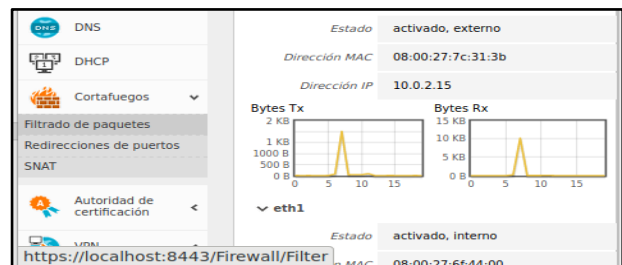 DNS
DHCP
Cortafuegos
Filtrado de paquetes
Redirecciones de puertos
SNAT
Autoridad de
certificación
VPN
https://localhost:8443/Firewall/Filter
Estado activado, externo
Dirección MAC 08:00:27:7c:31:3b
Dirección IP 10.0.2.15
Bytes Tx
2 KB
1 KB
1000 B
500 B
0 B
0 5 10 15
Bytes Rx
15 KB
10 KB
5 KB
0 B
0 5 10 15
eth1
Estado activado, interno
MAC 08:00:27:6f:44:00